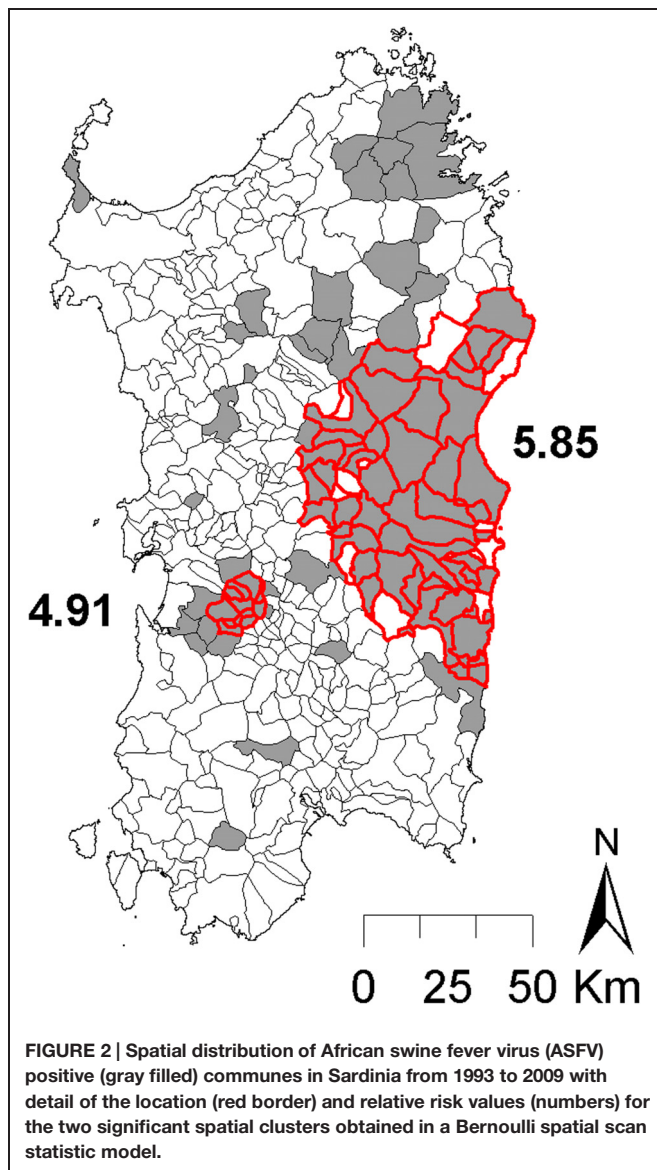 5.85
4.91
N
0 25 50 Km
FIGURE 2 | Spatial distribution of African swine fever virus (ASFV)
positive (gray filled) communes in Sardinia from 1993 to 2009 with
detail of the location (red border) and relative risk values (numbers) for
the two significant spatial clusters obtained in a Bernoulli spatial scan
statistic model.